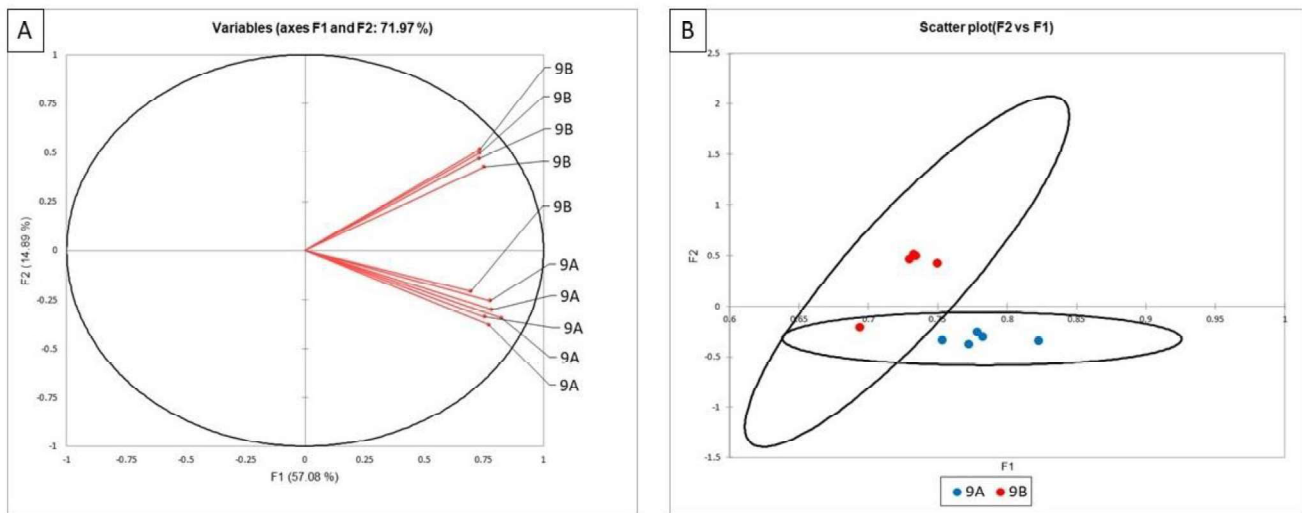 A
Variables (axes F1 and F2: 71.97 %)
1
0.75
0.5
0.25
0
-0.25
-0.5
-0.75
-1
F2 (14.89 %)
9B
9B
9B
9B
9B
9A
9A
9A
9A
9A
-1 -0.75 -0.5 -0.25 0 0.25 0.5 0.75 1
F1 (57.08 %)
B
Scatter plot(F2 vs F1)
2.5
2
1.5
1
0.5
0
-0.5
-1
-1.5
F2
0.6 0.65 0.7 0.75 0.8 0.85 0.9 0.95 1
F1
9A 9B